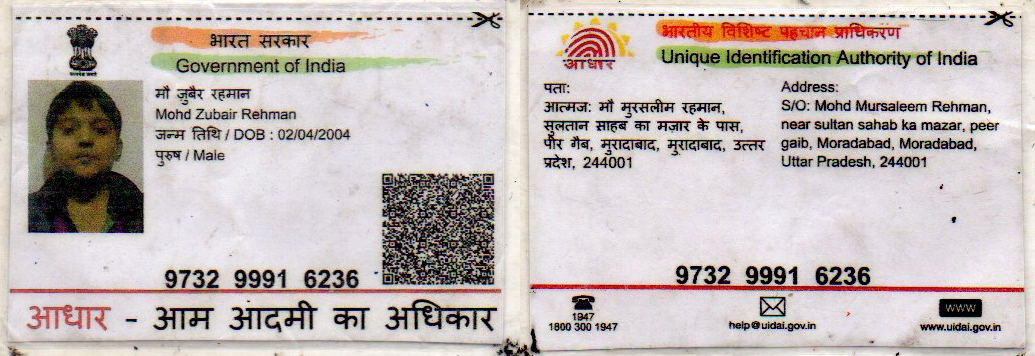 भारत सरकार
Government of India
मौ जुबैर रहमान
Mohd Zubair Rehman
जन्म तिथि / DOB : 02/04/2004
पुरुष / Male
9732 9991 6236
आधार - आम आदमी का अधिकार
आधार
भारतीय विशिष्ट पहचान प्राधिकरण
Unique Identification Authority of India
पता:
आत्मज: मौ मुरसलीम रहमान,
सुलतान साहब का मज़ार के पास,
पीर गैब, मुरादाबाद, मुरादाबाद, उत्तर
प्रदेश, 244001
Address:
S/O: Mohd Mursaleem Rehman,
near sultan sahab ka mazar, peer
gaib, Moradabad, Moradabad,
Uttar Pradesh, 244001
9732 9991 6236
1947
1800 300 1947
help@uidai.gov.in
WWW
www.uidai.gov.in